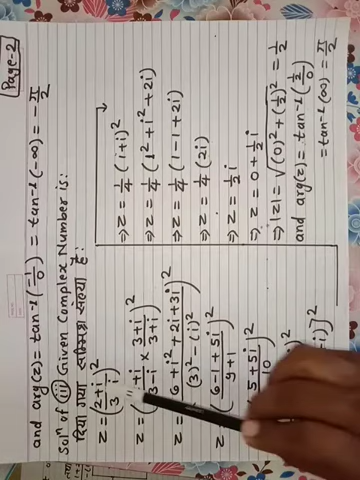 Page-2
and arg(z) = tan⁻¹(-1/0) = tan⁻¹(-∞) = -π/2
Solⁿ of (ii) Given Complex Number is:
दिया गया सम्मिश्र संख्या है:
z = (2+i/3 i)²
z = (+i/3-i × 3+i/3+i)²
z = (6+i²+2i+3i/(3)²-(i)²)²
z = (6-1+5i/9+1)²
(5+5i/10)²
i)²
-i)]²
⇒ z = 1/4 (i+i)²
⇒ z = 1/4 (1²+i²+2i)
⇒ z = 1/4 (1-1+2i)
⇒ z = 1/4 (2i)
⇒ z = 1/2 i
⇒ z = 0 + 1/2 i
⇒ |z| = √(0)²+(1/2)² = 1/2
and arg(z) = tan⁻¹(1/2/0)
= tan⁻¹(∞) = π/2